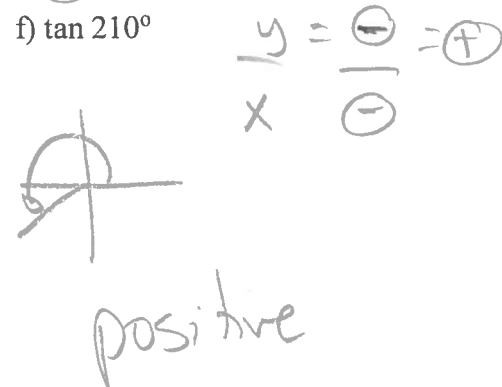 f) tan 210°
y/x = ⊖/⊖ = ⊕
positive